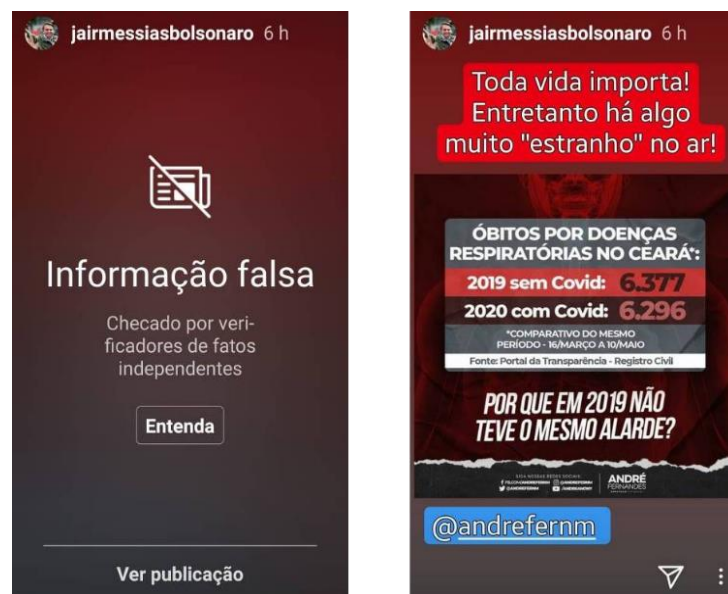 jairmessiasbolsonaro 6 h
Informação falsa
Checado por veri-
ficadores de fatos
independentes
Entenda
Ver publicação
jairmessiasbolsonaro 6 h
Toda vida importa!
Entretanto há algo
muito "estranho" no ar!
ÓBITOS POR DOENÇAS
RESPIRATÓRIAS NO CEARÁ*:
2019 sem Covid: 6.377
2020 com Covid: 6.296
*COMPARATIVO DO MESMO
PERÍODO - 16/MARÇO A 10/MAIO
Fonte: Portal da Transparência - Registro Civil
POR QUE EM 2019 NÃO
TEVE O MESMO ALARDE?
ANDRÉ
FERNANDES
@andrefernm